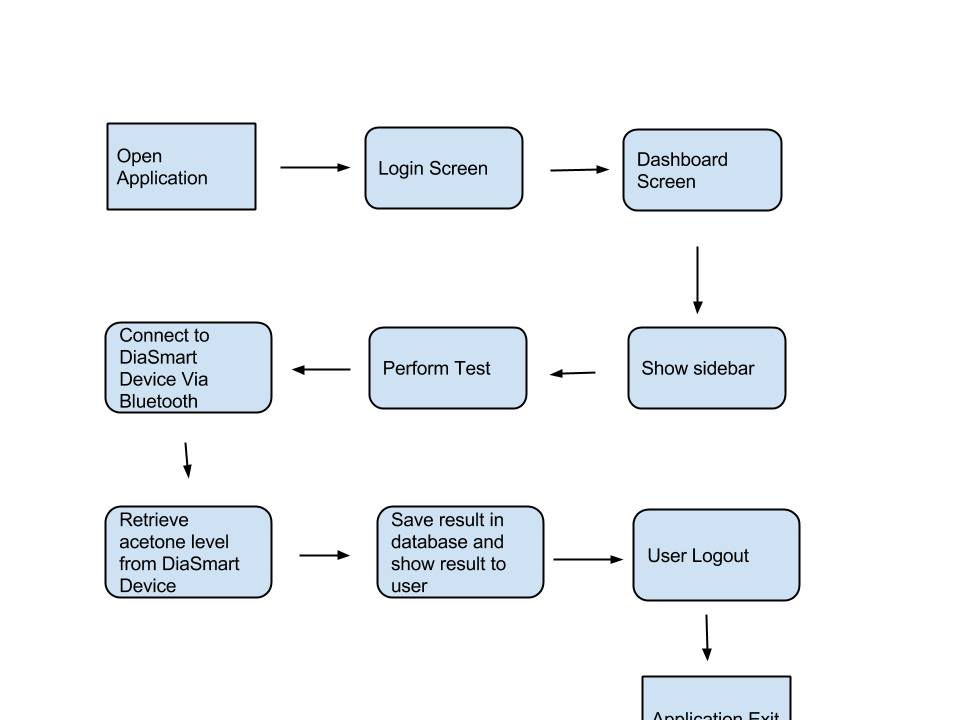 Open
Application
Login Screen
Dashboard
Screen
Show sidebar
Perform Test
Connect to
DiaSmart
Device Via
Bluetooth
Retrieve
acetone level
from DiaSmart
Device
Save result in
database and
show result to
user
User Logout
Application Exit